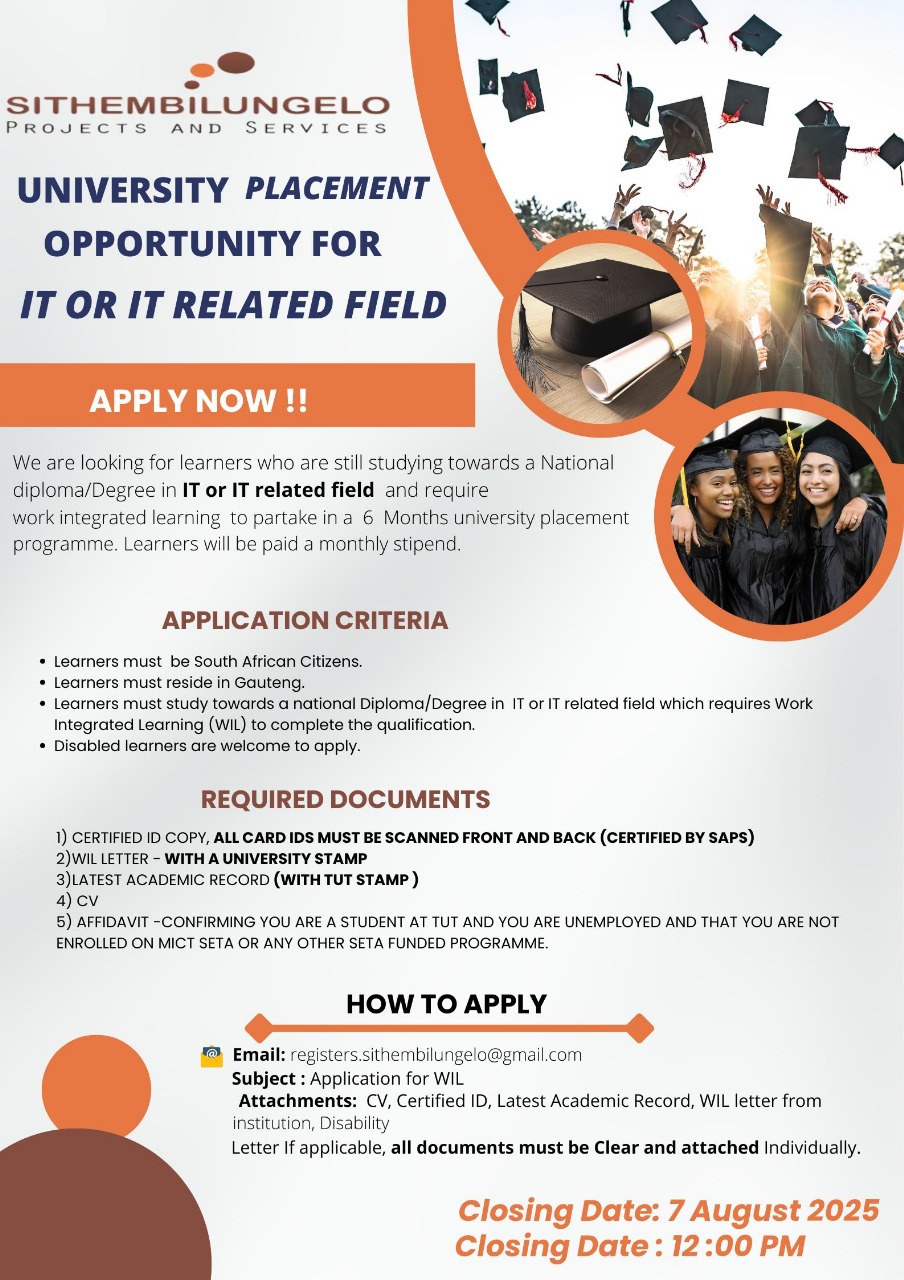 SITHEMBILUNGELO
PROJECTS AND SERVICES
UNIVERSITY PLACEMENT
OPPORTUNITY FOR
IT OR IT RELATED FIELD
APPLY NOW !!
We are looking for learners who are still studying towards a National
diploma/Degree in IT or IT related field and require
work integrated learning to partake in a 6 Months university placement
programme. Learners will be paid a monthly stipend.
APPLICATION CRITERIA
• Learners must be South African Citizens.
• Learners must reside in Gauteng.
• Learners must study towards a national Diploma/Degree in IT or IT related field which requires Work
Integrated Learning (WIL) to complete the qualification.
• Disabled learners are welcome to apply.
REQUIRED DOCUMENTS
1) CERTIFIED ID COPY, ALL CARD IDS MUST BE SCANNED FRONT AND BACK (CERTIFIED BY SAPS)
2)WIL LETTER - WITH A UNIVERSITY STAMP
3)LATEST ACADEMIC RECORD (WITH TUT STAMP )
4) CV
5) AFFIDAVIT -CONFIRMING YOU ARE A STUDENT AT TUT AND YOU ARE UNEMPLOYED AND THAT YOU ARE NOT
ENROLLED ON MICT SETA OR ANY OTHER SETA FUNDED PROGRAMME.
HOW TO APPLY
Email: registers.sithembilungelo@gmail.com
Subject : Application for WIL
Attachments: CV, Certified ID, Latest Academic Record, WIL letter from
institution, Disability
Letter If applicable, all documents must be Clear and attached Individually.
Closing Date: 7 August 2025
Closing Date : 12 :00 PM